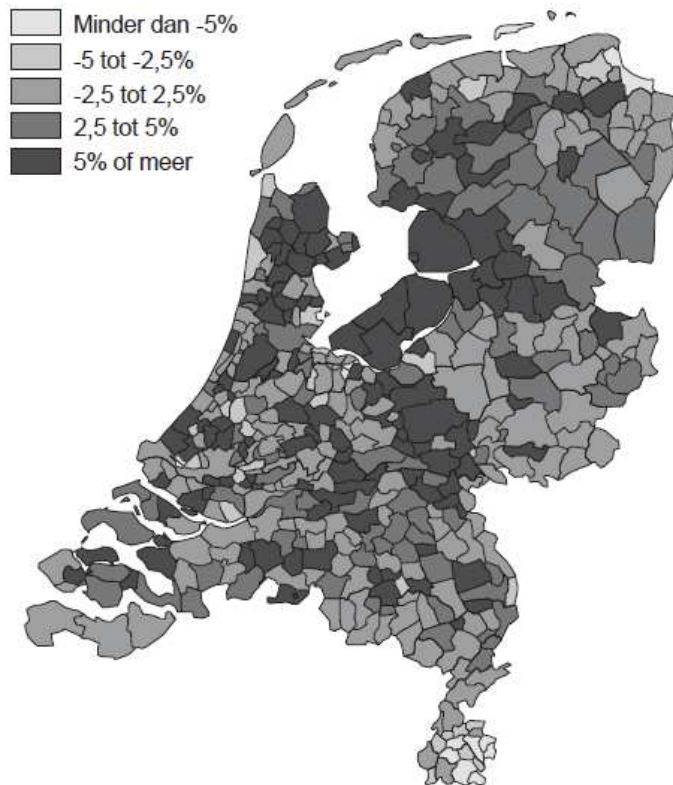 Minder dan -5%
-5 tot -2,5%
-2,5 tot 2,5%
2,5 tot 5%
5% of meer